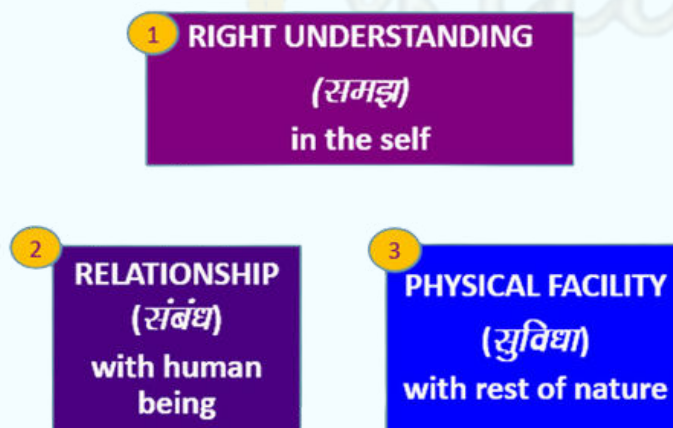 1 RIGHT UNDERSTANDING
(समझ)
in the self
2
RELATIONSHIP
(संबंध)
with human
being
3
PHYSICAL FACILITY
(सुविधा)
with rest of nature